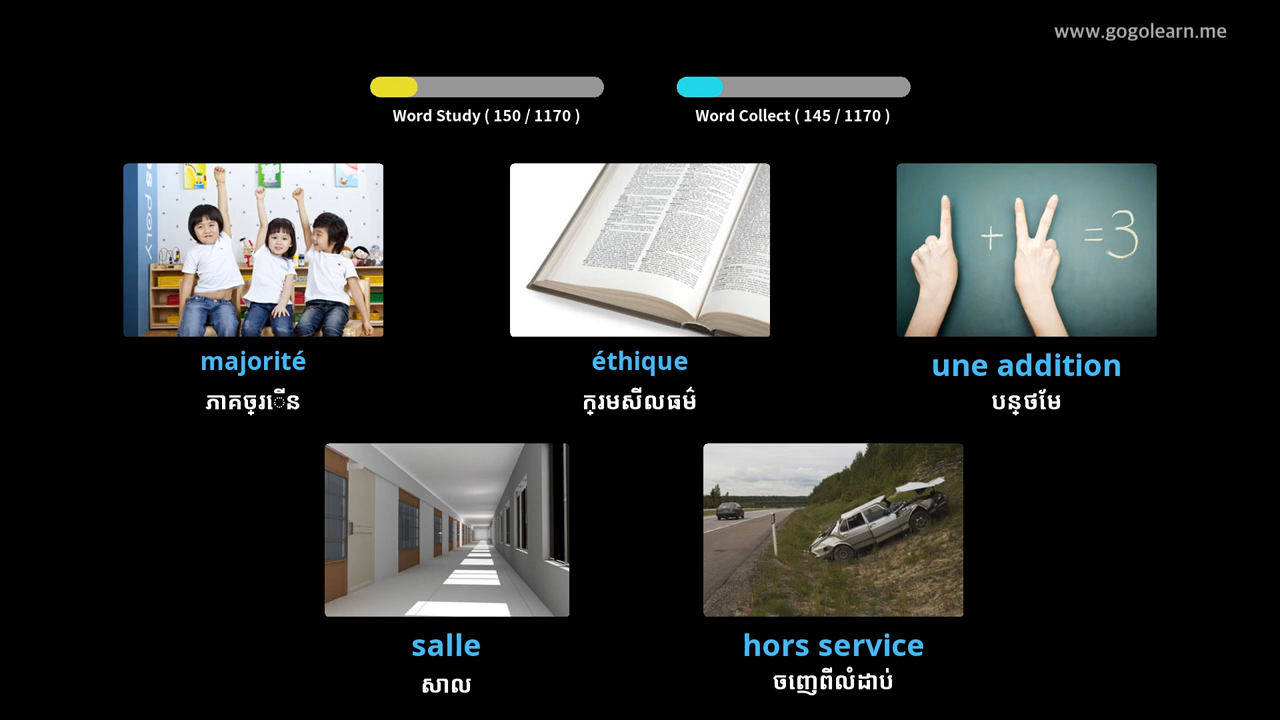 www.gogolearn.me
Word Study ( 150 / 1170 )
Word Collect ( 145 / 1170 )
majorité
éthique
une addition
ភាគច្រើន
ក្រមសីលធម៌
បន្ថែម
salle
hors service
សាល
ចេញពីលំដាប់